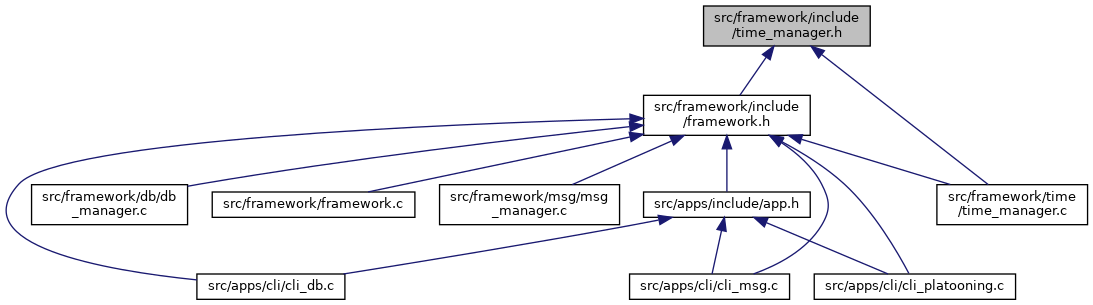 src/framework/include
/time_manager.h
src/framework/include
/framework.h
src/framework/db/db
_manager.c
src/framework/framework.c
src/framework/msg/msg
_manager.c
src/apps/include/app.h
src/framework/time
/time_manager.c
src/apps/cli/cli_db.c
src/apps/cli/cli_msg.c
src/apps/cli/cli_platooning.c